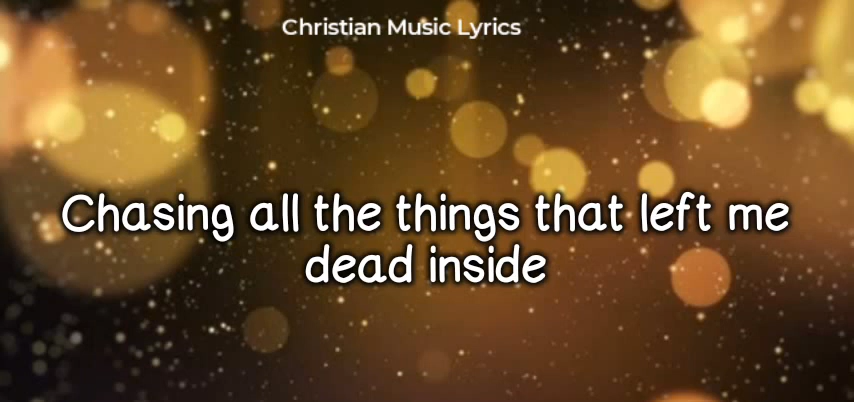 Christian Music Lyrics
Chasing all the things that left me
dead inside